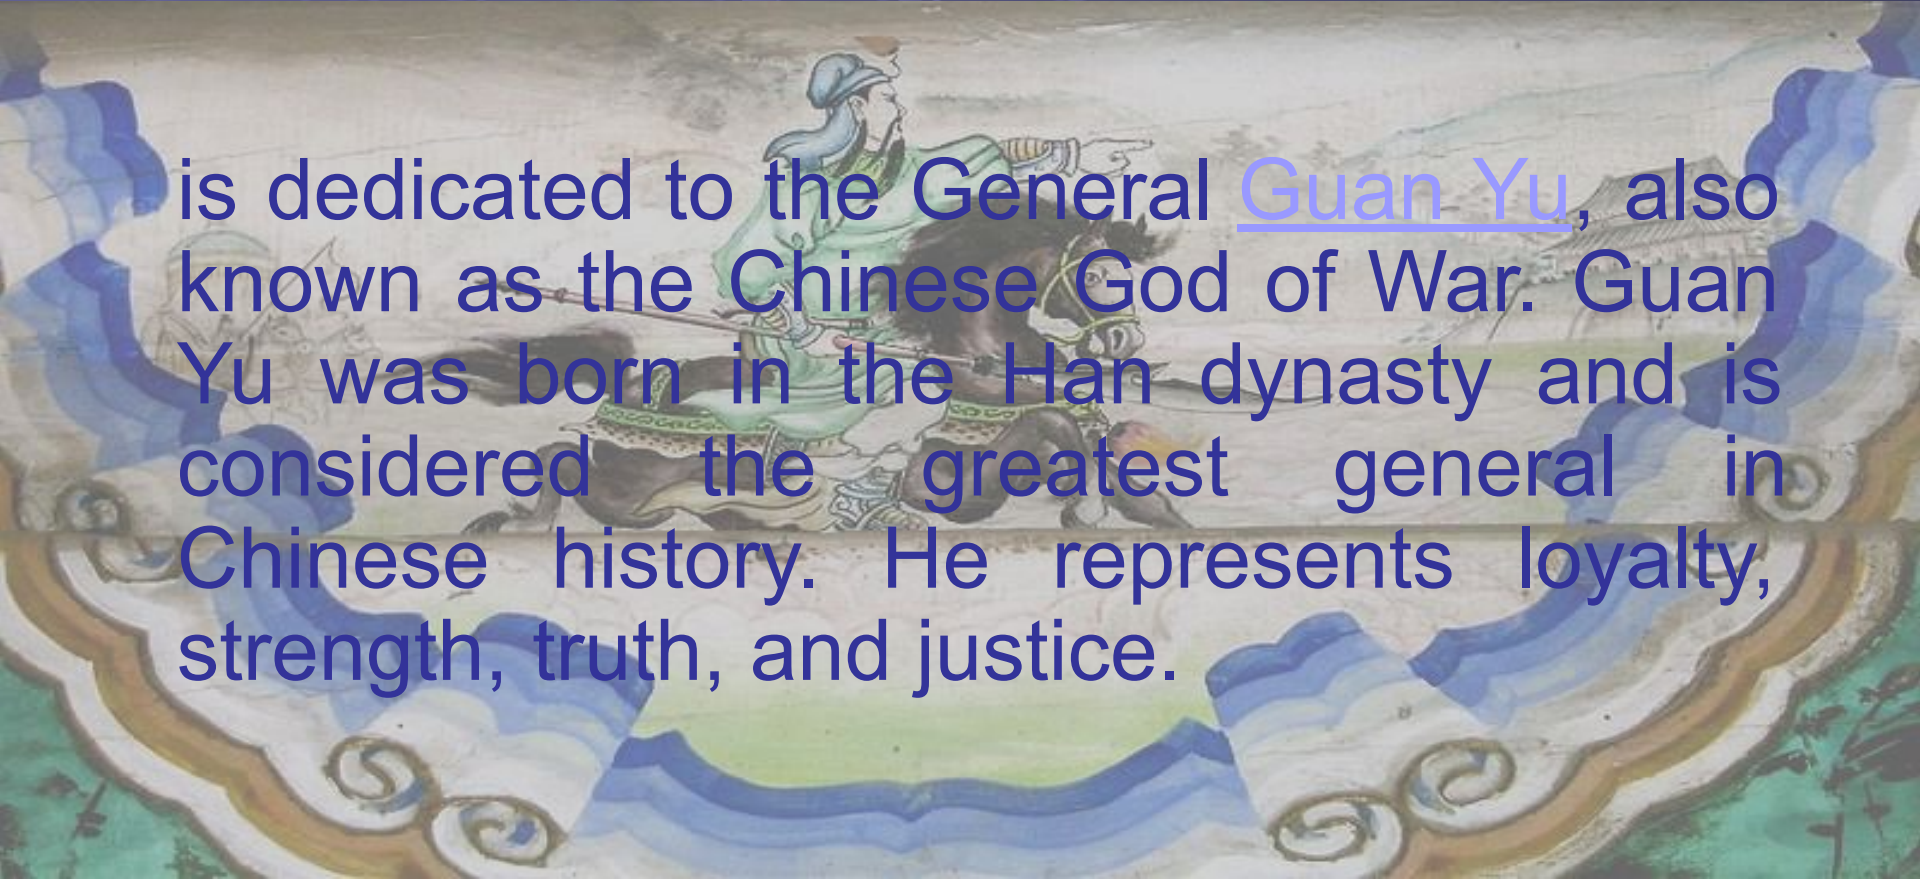 is dedicated to the General Guan Yu, also
known as the Chinese God of War. Guan
Yu was born in the Han dynasty and is
considered the greatest general in
Chinese history. He represents loyalty,
strength, truth, and justice.